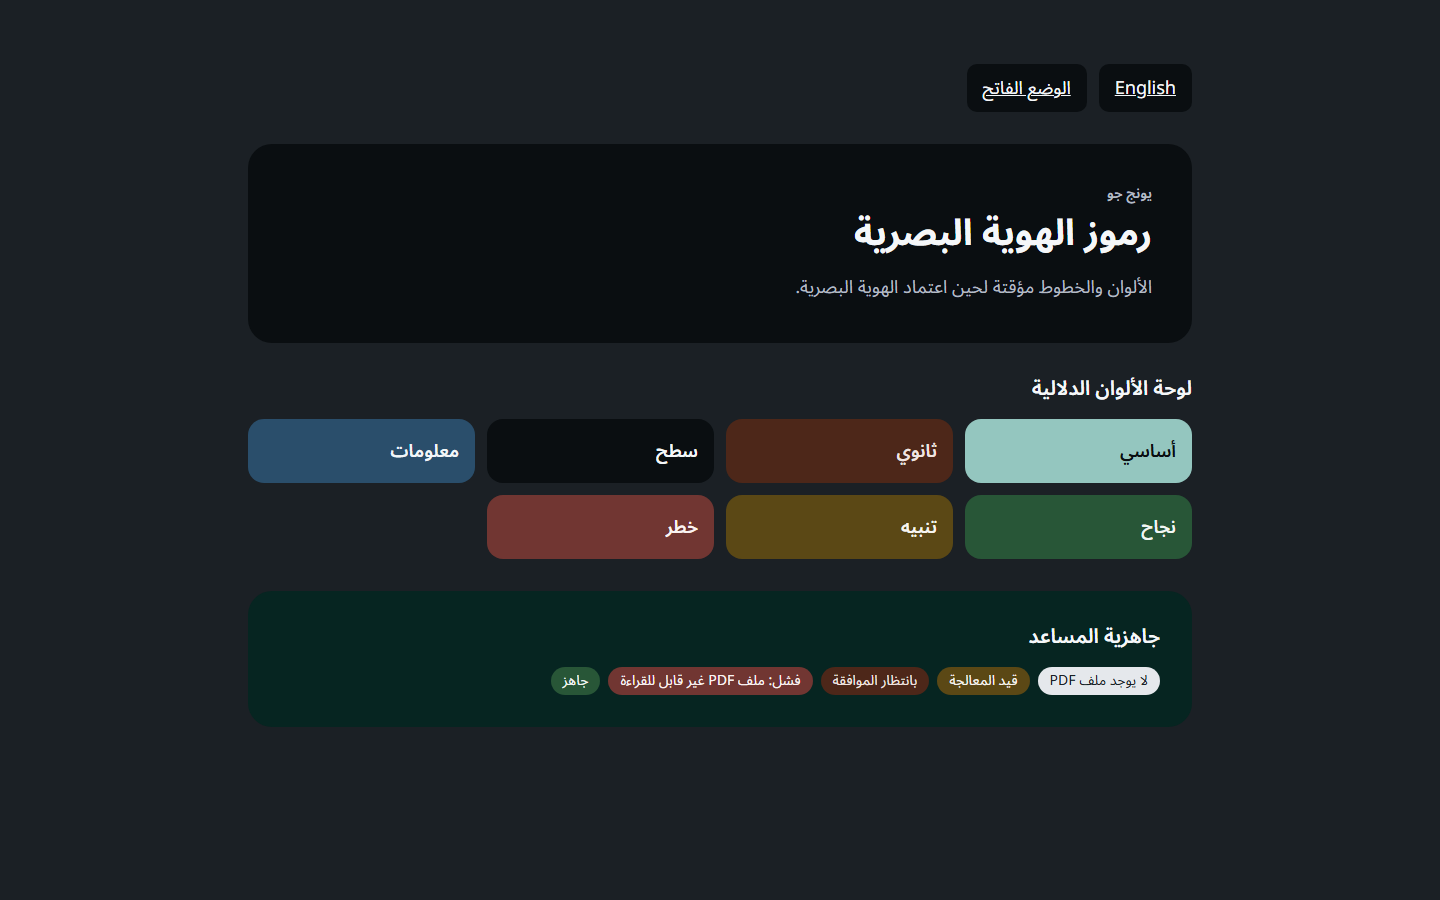 English
الوضع الفاتح
يونج جو
رموز الهوية البصرية
الألوان والخطوط مؤقتة لحين اعتماد الهوية البصرية.
لوحة الألوان الدلالية
أساسي
ثانوي
سطح
معلومات
نجاح
تنبيه
خطر
جاهزية المساعد
لا يوجد ملف PDF
قيد المعالجة
بانتظار الموافقة
فشل: ملف PDF غير قابل للقراءة
جاهز